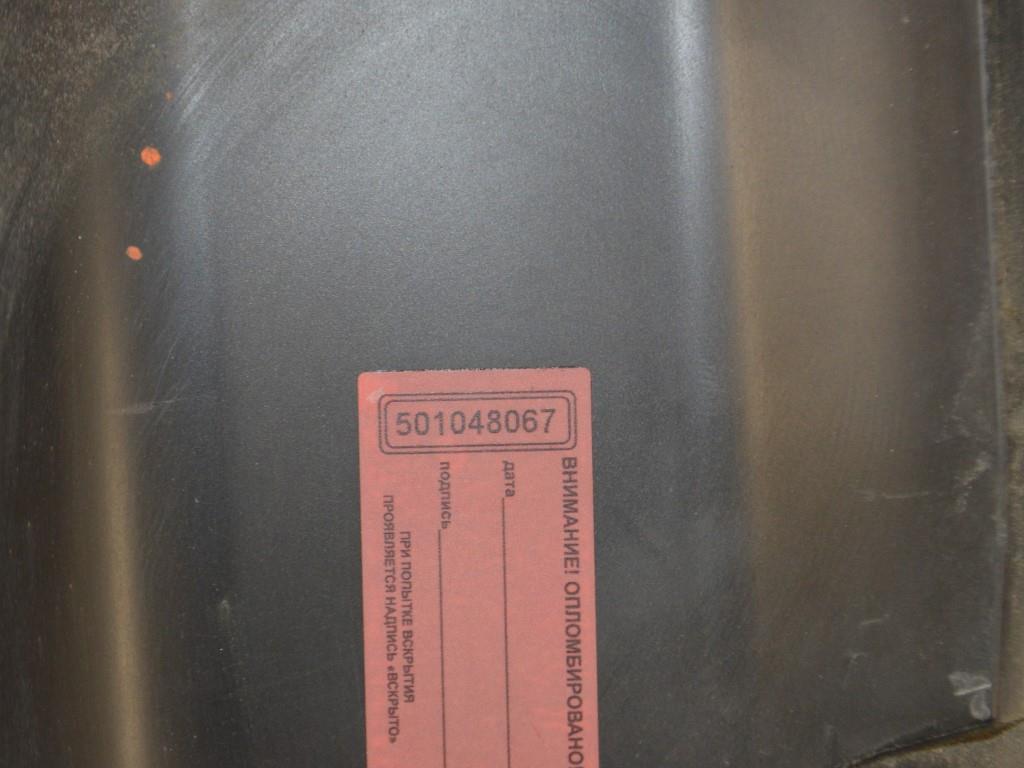 501048067
ВНИМАНИЕ! ОПЛОМБИРОВАНО!
дата
подпись
ПРИ ПОПЫТКЕ ВСКРЫТИЯ
ПРОЯВЛЯЕТСЯ НАДПИСЬ «ВСКРЫТО»